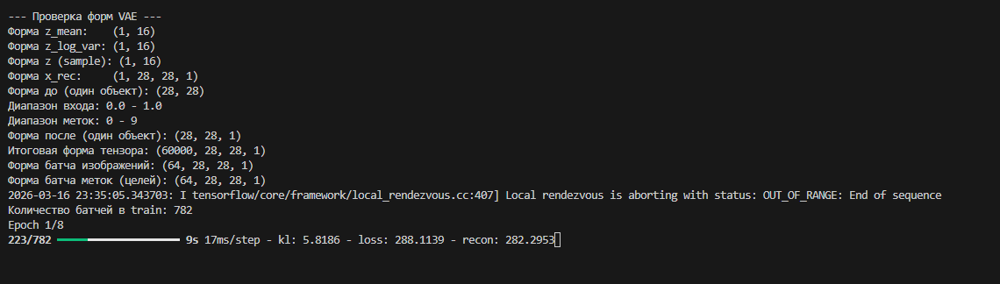 --- Проверка форм VAE ---
Форма z_mean:    (1, 16)
Форма z_log_var: (1, 16)
Форма z (sample): (1, 16)
Форма x_rec:     (1, 28, 28, 1)
Форма до (один объект): (28, 28)
Диапазон входа: 0.0 - 1.0
Диапазон меток: 0 - 9
Форма после (один объект): (28, 28, 1)
Итоговая форма тензора: (60000, 28, 28, 1)
Форма батча изображений: (64, 28, 28, 1)
Форма батча меток (целей): (64, 28, 28, 1)
2026-03-16 23:35:05.343703: I tensorflow/core/framework/local_rendezvous.cc:407] Local rendezvous is aborting with status: OUT_OF_RANGE: End of sequence
Количество батчей в train: 782
Epoch 1/8
223/782 9s 17ms/step - kl: 5.8186 - loss: 288.1139 - recon: 282.2953